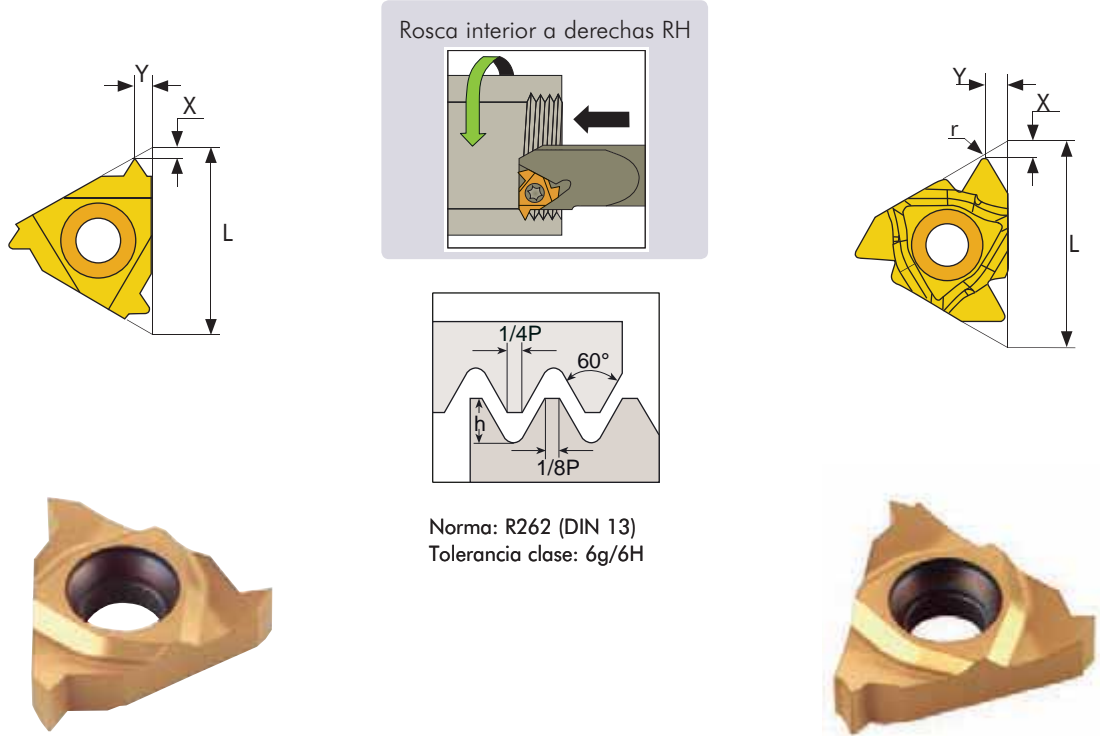 Rosca interior a derechas RH
Y
X
L
Y
X
r
L
1/4P
60°
h
1/8P
Norma: R262 (DIN 13)
Tolerancia clase: 6g/6H